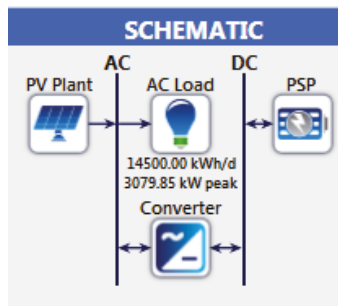 SCHEMATIC
AC DC
PV Plant AC Load PSP
14500.00 kWh/d
3079.85 kW peak
Converter